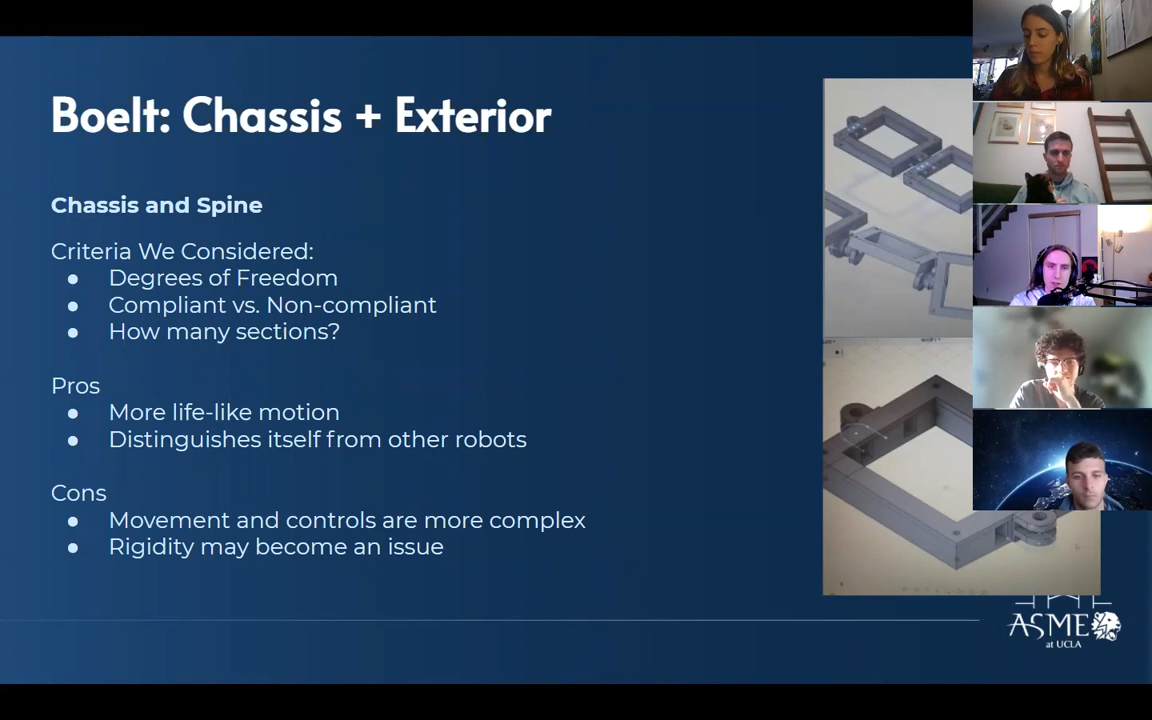 Boelt: Chassis + Exterior
Chassis and Spine
Criteria We Considered:
● Degrees of Freedom
● Compliant vs. Non-compliant
● How many sections?
Pros
● More life-like motion
● Distinguishes itself from other robots
Cons
● Movement and controls are more complex
● Rigidity may become an issue
ASME
at UCLA